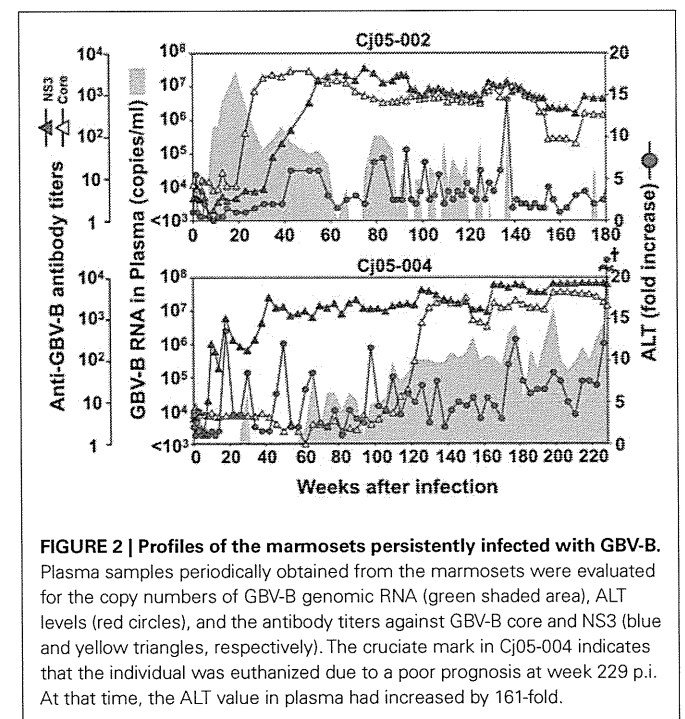 Cj05-002
NS3
Core
Anti-GBV-B antibody titers
10⁴
10³
10²
10
1
GBV-B RNA in Plasma (copies/ml)
10⁸
10⁷
10⁶
10⁵
10⁴
<10³
20
15
10
5
0
ALT (fold increase)
0 20 40 60 80 100 120 140 160 180
Cj05-004
10⁴
10³
10²
10
1
10⁸
10⁷
10⁶
10⁵
10⁴
<10³
20
15
10
5
0
0 20 40 60 80 100 120 140 160 180 200 220
Weeks after infection
FIGURE 2 | Profiles of the marmosets persistently infected with GBV-B.
Plasma samples periodically obtained from the marmosets were evaluated
for the copy numbers of GBV-B genomic RNA (green shaded area), ALT
levels (red circles), and the antibody titers against GBV-B core and NS3 (blue
and yellow triangles, respectively). The cruciate mark in Cj05-004 indicates
that the individual was euthanized due to a poor prognosis at week 229 p.i.
At that time, the ALT value in plasma had increased by 161-fold.